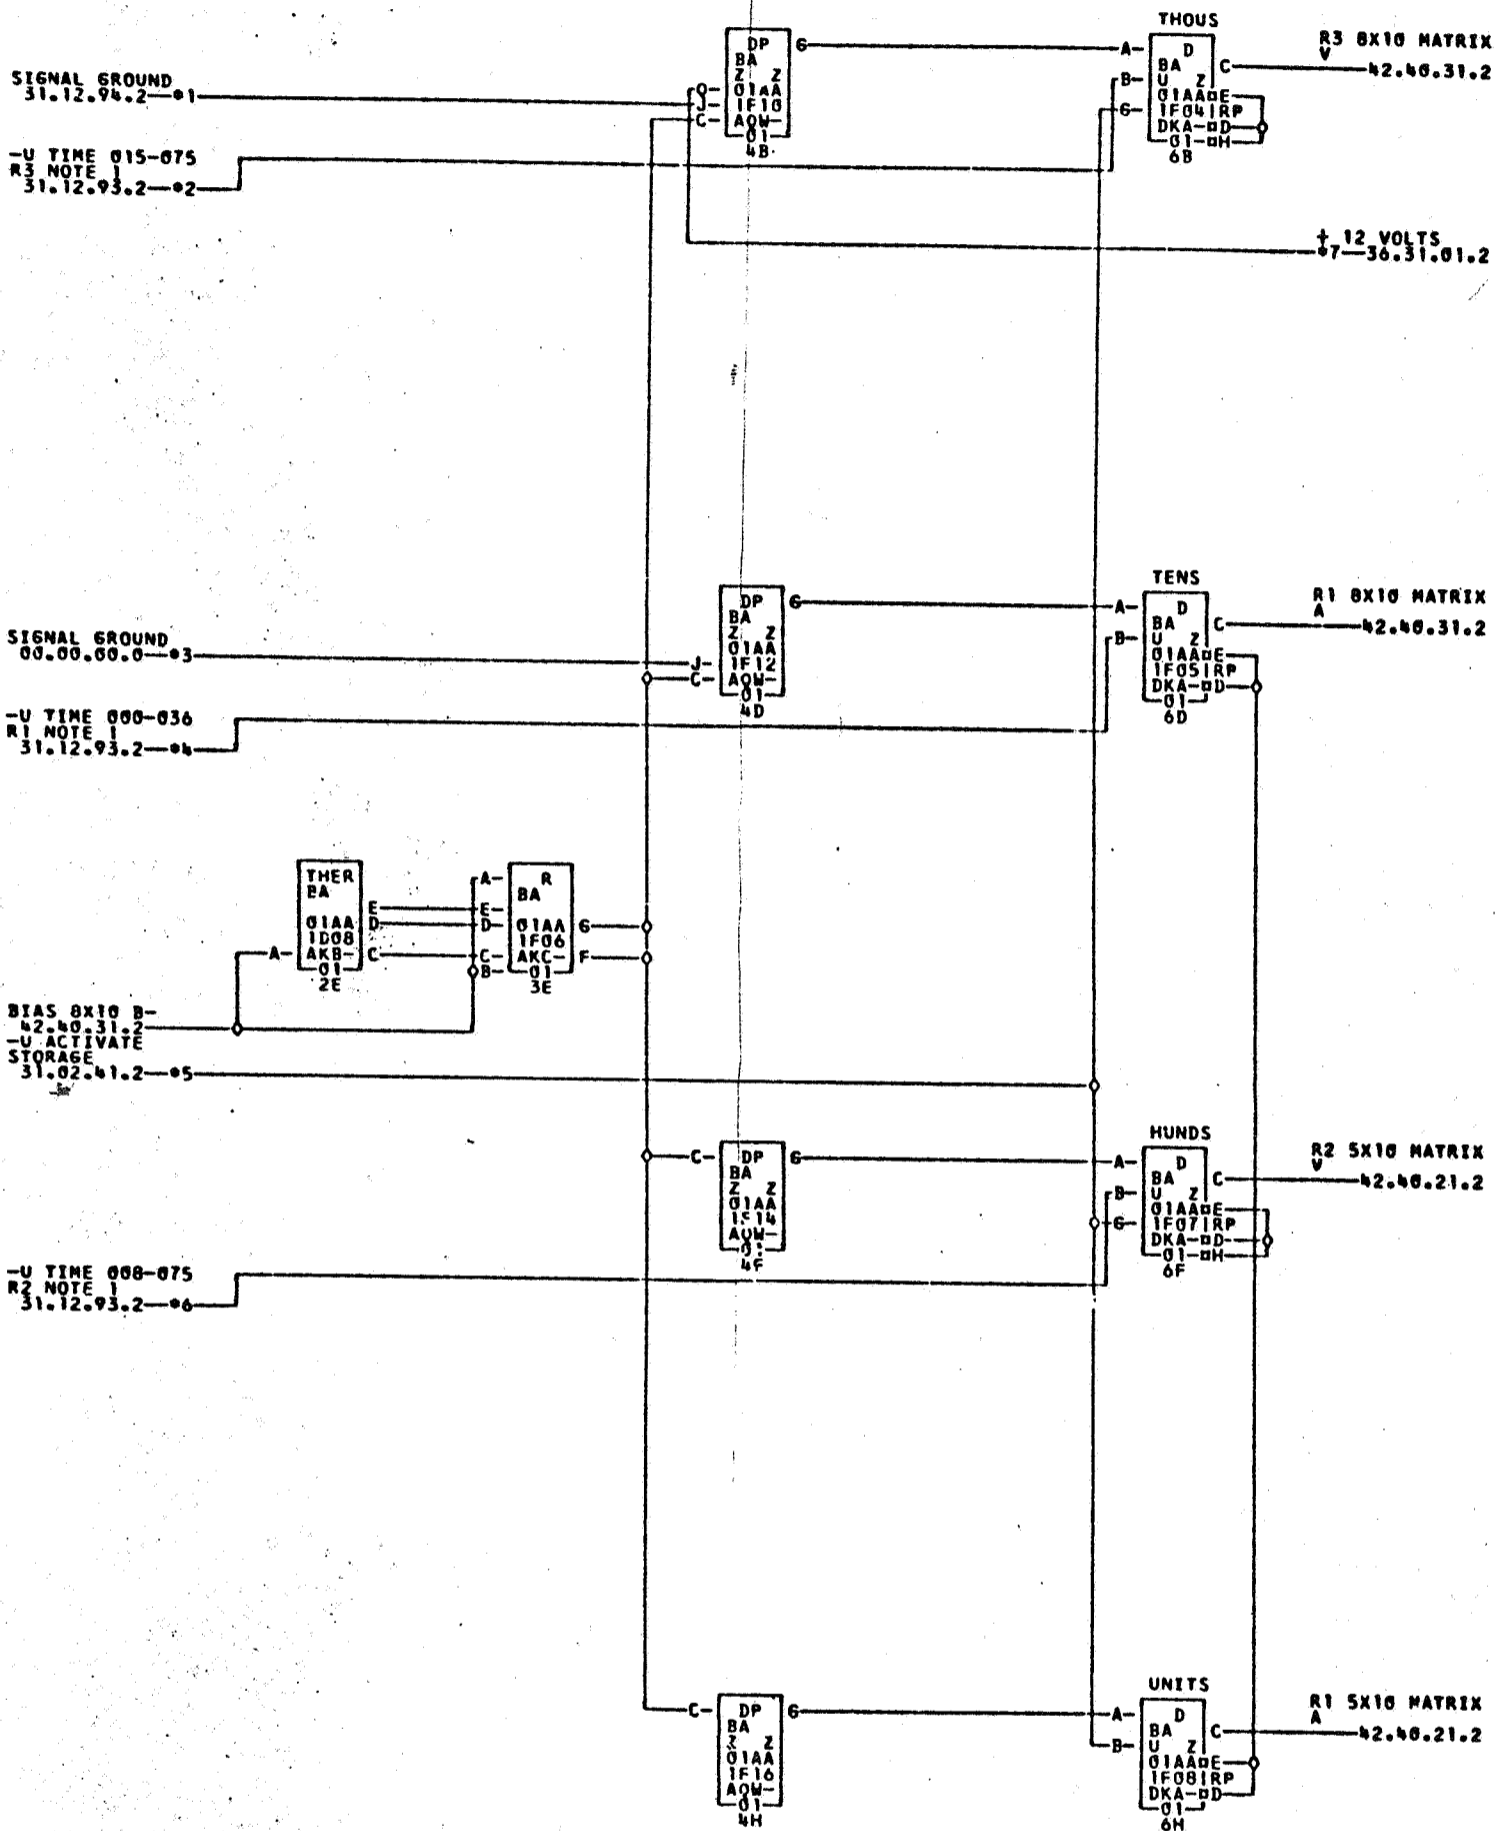 THOUS
SIGNAL GROUND
31.12.94.2—*1
-U TIME 015-075
R3 NOTE 1
31.12.93.2—*2
O-
J-
C-
DP G
BA
Z Z
01AA
1F10
AQW-
01
4B
A- D
B- BA C
G- U Z
01AA E
1F04 RP
DKA- D
01- H
6B
R3 8X10 MATRIX
V
42.40.31.2
+ 12 VOLTS
*7—36.31.01.2
TENS
SIGNAL GROUND
00.00.00.0—*3
-U TIME 000-036
R1 NOTE 1
31.12.93.2—*4
J-
C-
DP G
BA
Z Z
01AA
1F12
AQW-
01
4D
A- D
B- BA C
U Z
01AA E
1F05 RP
DKA- D
01
6D
R1 8X10 MATRIX
A
42.40.31.2
THER
BA
E
01AA D
1D08
A- AKB- C
01
2E
A- R
BA
E-
D- 01AA G
1F06
C- AKC- F
B- 01
3E
BIAS 8X10 B-
42.40.31.2
-U ACTIVATE
STORAGE
31.02.41.2—*5
HUNDS
C- DP G
BA
Z Z
01AA
1F14
AQW-
4F
A- D
B- BA C
U Z
01AA E
G- 1F07 RP
DKA- D
01- H
6F
R2 5X10 MATRIX
V
42.40.21.2
-U TIME 008-075
R2 NOTE 1
31.12.93.2—*6
UNITS
C- DP G
BA
Z Z
01AA
1F16
AQW-
01
4H
A- D
BA C
B- U Z
01AA E
1F08 RP
DKA- D
01
6H
R1 5X10 MATRIX
A
42.40.21.2